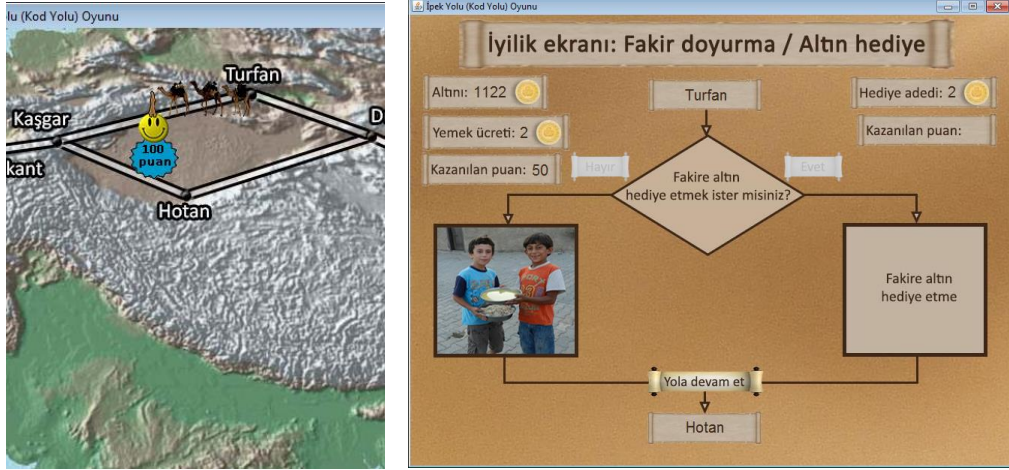 lu (Kod Yolu) Oyunu
Turfan
Kaşgar
D
kant
100
puan
Hotan
İpek Yolu (Kod Yolu) Oyunu
İyilik ekranı: Fakir doyurma / Altın hediye
Altını: 1122
Turfan
Hediye adedi: 2
Yemek ücreti: 2
Kazanılan puan:
Kazanılan puan: 50
Hayır
Evet
Fakire altın
hediye etmek ister misiniz?
Fakire altın
hediye etme
Yola devam et
Hotan